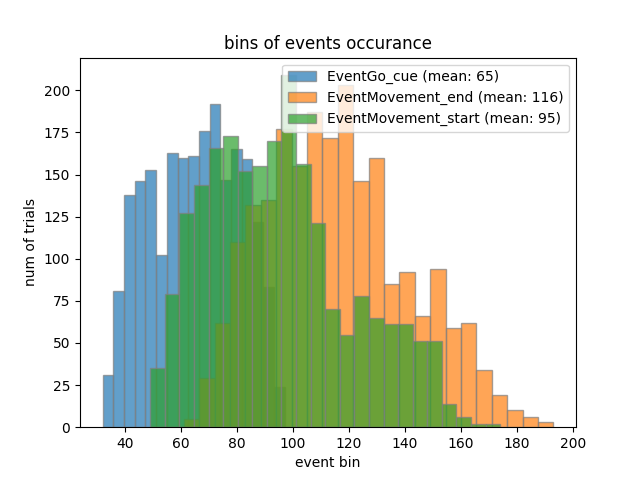 bins of events occurance
EventGo_cue (mean: 65)
EventMovement_end (mean: 116)
EventMovement_start (mean: 95)
num of trials
200
175
150
125
100
75
50
25
0
40 60 80 100 120 140 160 180 200
event bin